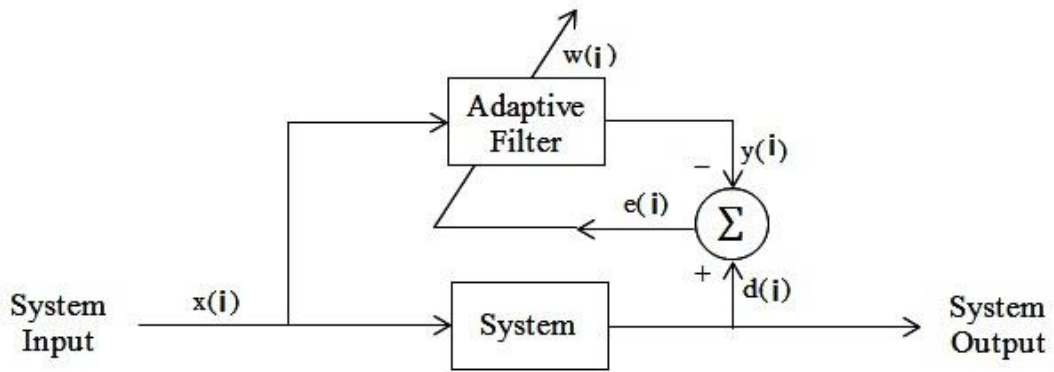 w(i)
Adaptive
Filter
y(i)
−
e(i)
Σ
+
d(i)
x(i)
System
Input
System
System
Output